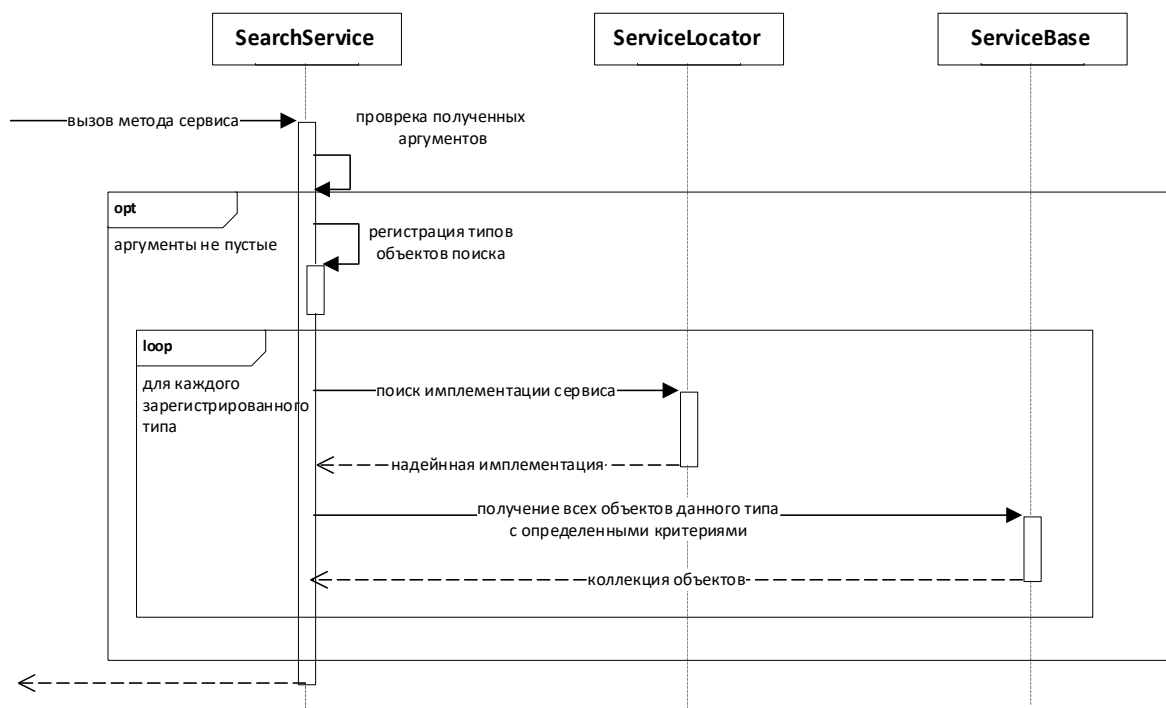 SearchService
ServiceLocator
ServiceBase
вызов метода сервиса
проврека полученных
аргументов
opt
аргументы не пустые
регистрация типов
объектов поиска
loop
для каждого
зарегистрированного
типа
поиск имплементации сервиса
надейнная имплементация
получение всех объектов данного типа
с определенными критериями
коллекция объектов